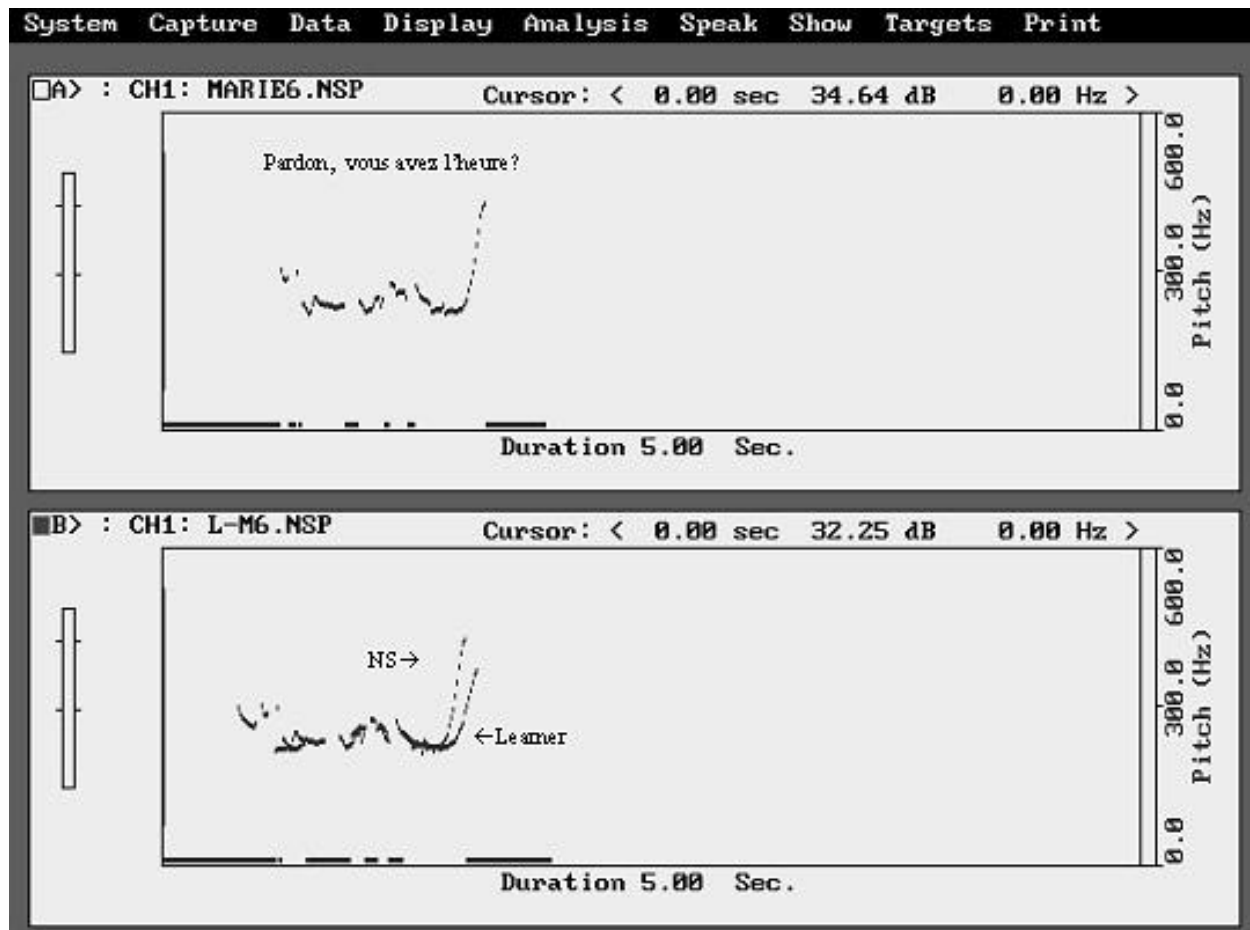 System Capture Data Display Analysis Speak Show Targets Print
A> : CH1: MARIE6.NSP Cursor: < 0.00 sec 34.64 dB 0.00 Hz >
Pardon, vous avez l'heure?
600.0
300.0
0.0
Pitch (Hz)
Duration 5.00 Sec.
B> : CH1: L-M6.NSP Cursor: < 0.00 sec 32.25 dB 0.00 Hz >
NS→
←Learner
600.0
300.0
0.0
Pitch (Hz)
Duration 5.00 Sec.